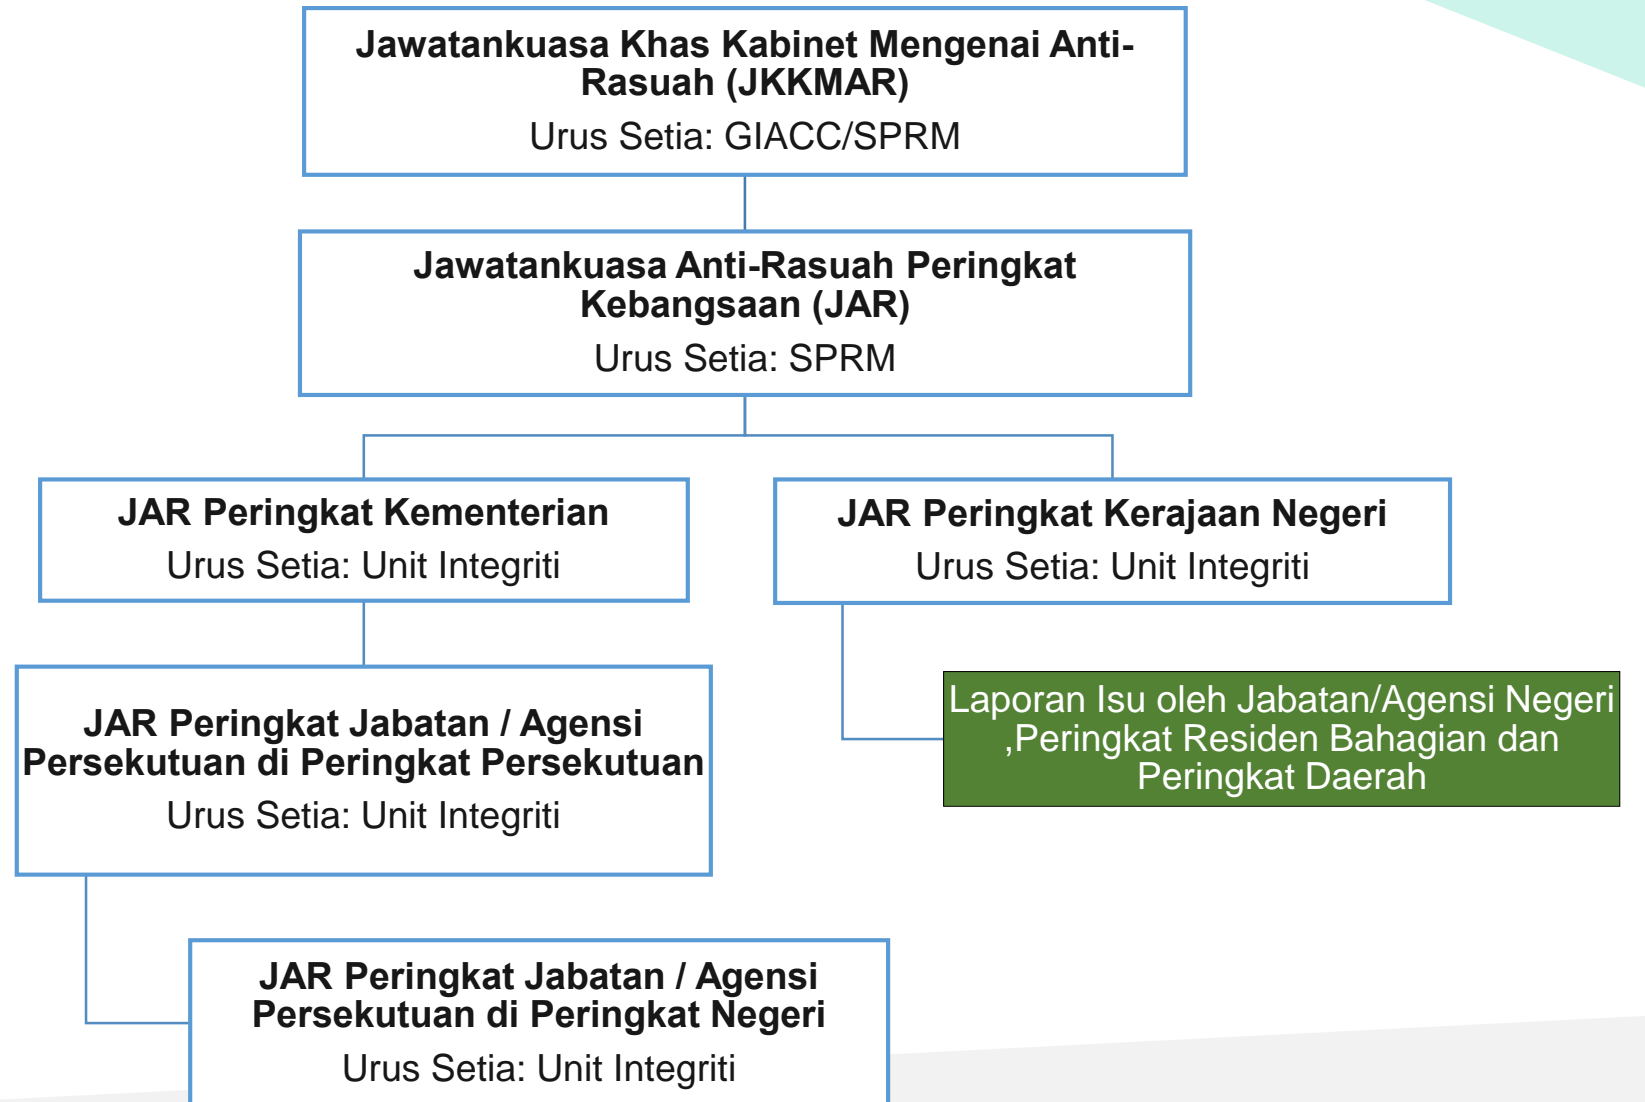 Jawatankuasa Khas Kabinet Mengenai Anti-
Rasuah (JKKMAR)
Urus Setia: GIACC/SPRM
Jawatankuasa Anti-Rasuah Peringkat
Kebangsaan (JAR)
Urus Setia: SPRM
JAR Peringkat Kementerian
Urus Setia: Unit Integriti
JAR Peringkat Kerajaan Negeri
Urus Setia: Unit Integriti
JAR Peringkat Jabatan / Agensi
Persekutuan di Peringkat Persekutuan
Urus Setia: Unit Integriti
Laporan Isu oleh Jabatan/Agensi Negeri
,Peringkat Residen Bahagian dan
Peringkat Daerah
JAR Peringkat Jabatan / Agensi
Persekutuan di Peringkat Negeri
Urus Setia: Unit Integriti